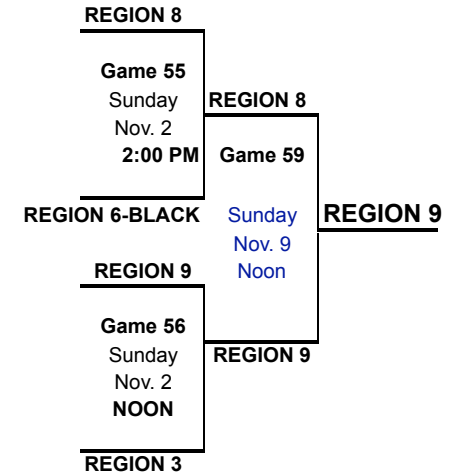 REGION 8
Game 55
Sunday
Nov. 2
2:00 PM
REGION 6-BLACK
REGION 8
Game 59
Sunday
Nov. 9
Noon
REGION 9
REGION 9
Game 56
Sunday
Nov. 2
NOON
REGION 3
REGION 9